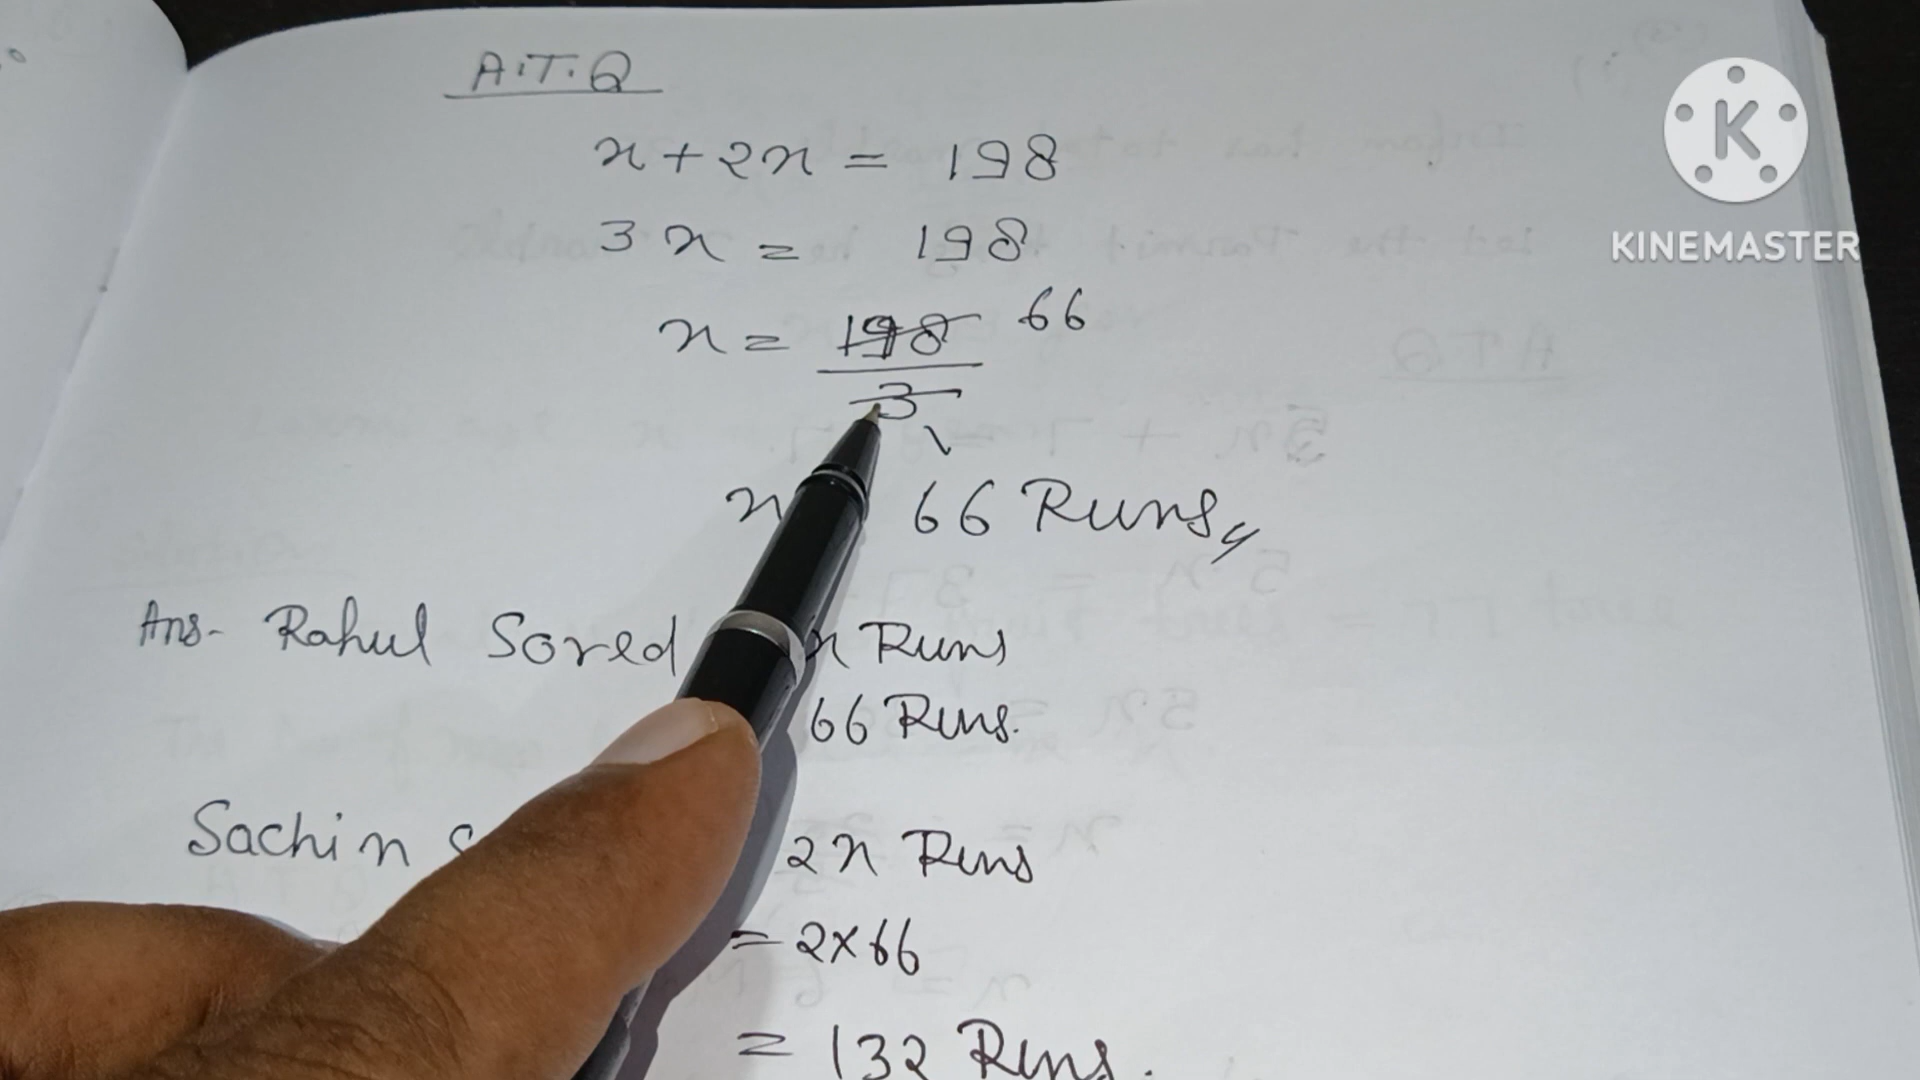 A.T.Q
x + 2x = 198
3x = 198
x = 198/3 66
x 66 Runs
Ans- Rahul Sored x Runs
66 Runs.
Sachin S 2x Runs
= 2×66
= 132 Runs.
K
KINEMASTER